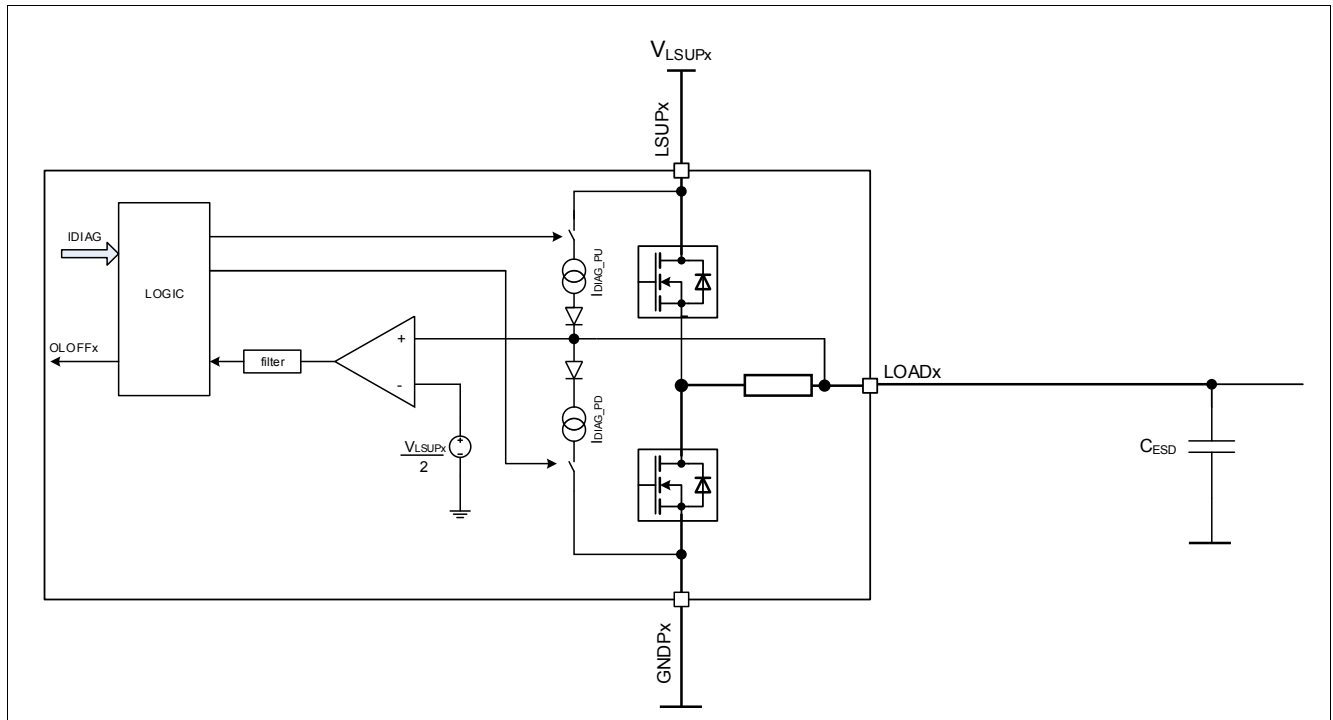 VLSUPx
LSUPx
IDIAG
LOGIC
IDIAG_PU
OLOFFx
filter
+
-
LOADx
IDIAG_PD
VLSUPx
2
+
-
CESD
GNDPx